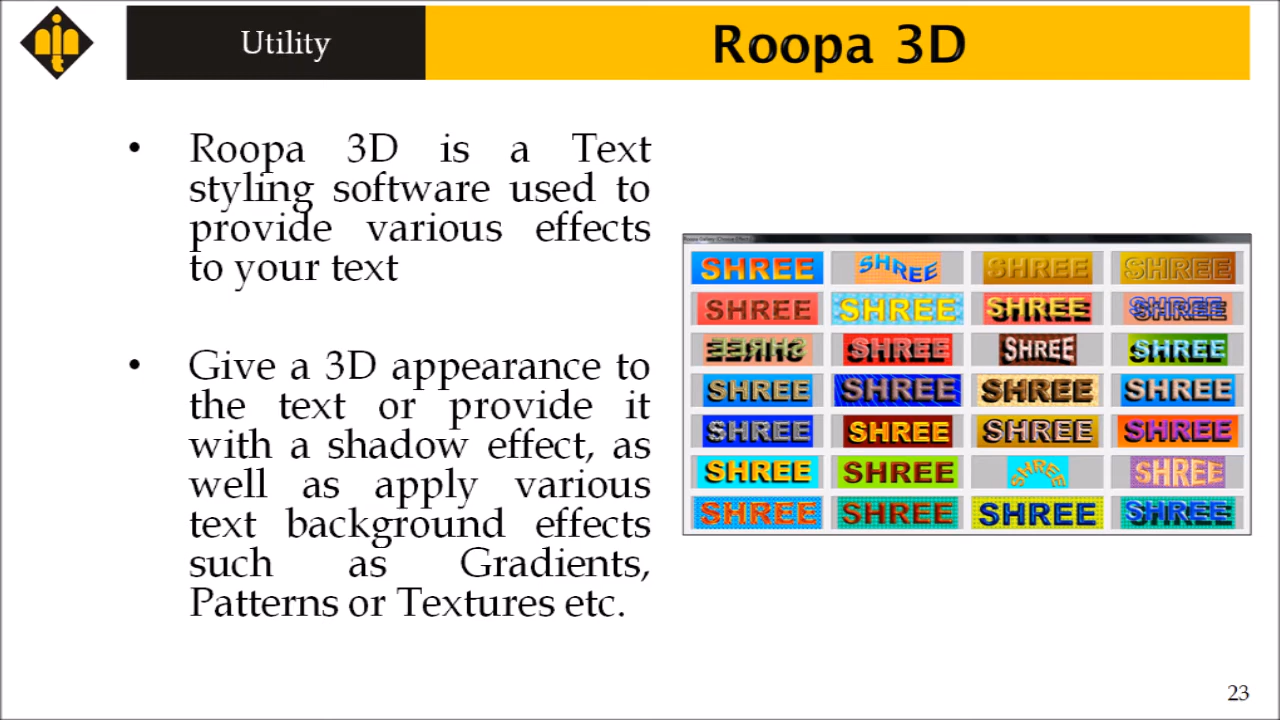 Utility
Roopa 3D
• Roopa 3D is a Text
styling software used to
provide various effects
to your text
• Give a 3D appearance to
the text or provide it
with a shadow effect, as
well as apply various
text background effects
such as Gradients,
Patterns or Textures etc.
SHREE SHREE SHREE SHREE
SHREE SHREE SHREE SHREE
SHREE SHREE SHREE SHREE
SHREE SHREE SHREE SHREE
SHREE SHREE SHREE SHREE
SHREE SHREE SHREE SHREE
SHREE SHREE SHREE SHREE
23